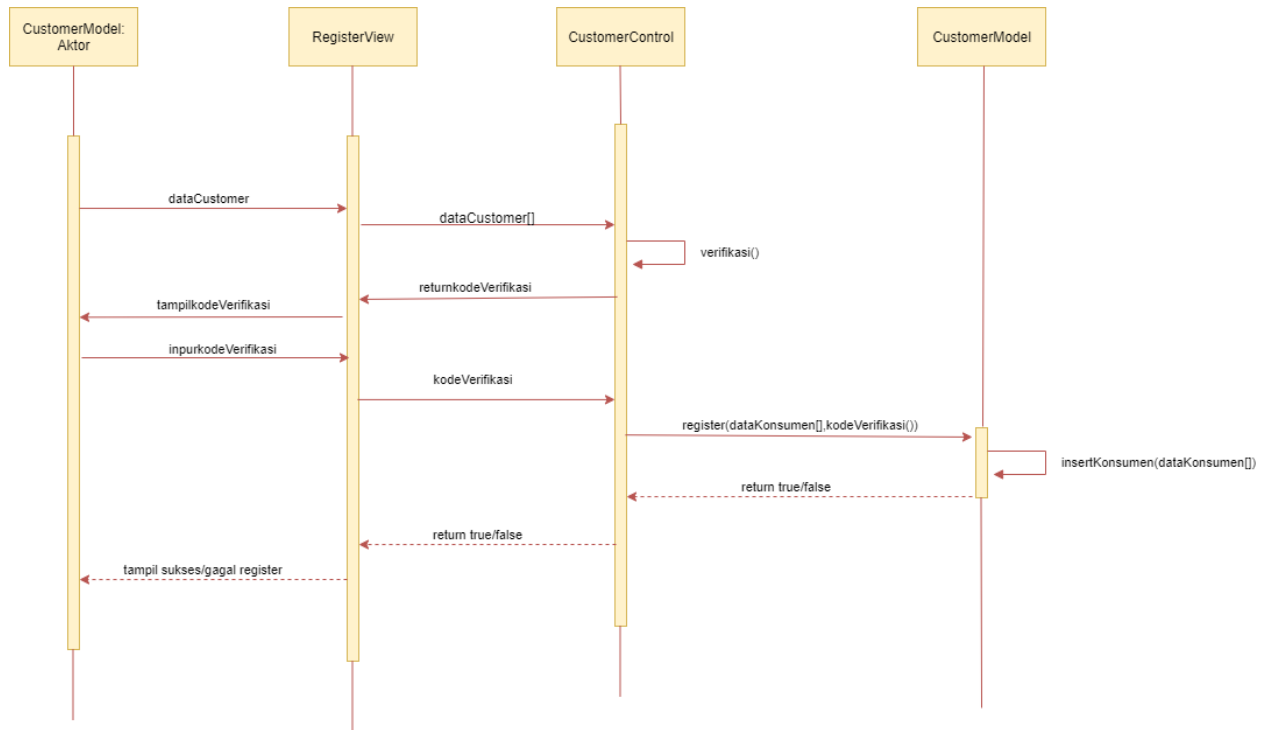 CustomerModel:
Aktor
RegisterView
CustomerControl
CustomerModel
dataCustomer
dataCustomer[]
verifikasi()
returnkodeVerifikasi
tampilkodeVerifikasi
inpurkodeVerifikasi
kodeVerifikasi
register(dataKonsumen[],kodeVerifikasi())
insertKonsumen(dataKonsumen[])
return true/false
return true/false
tampil sukses/gagal register